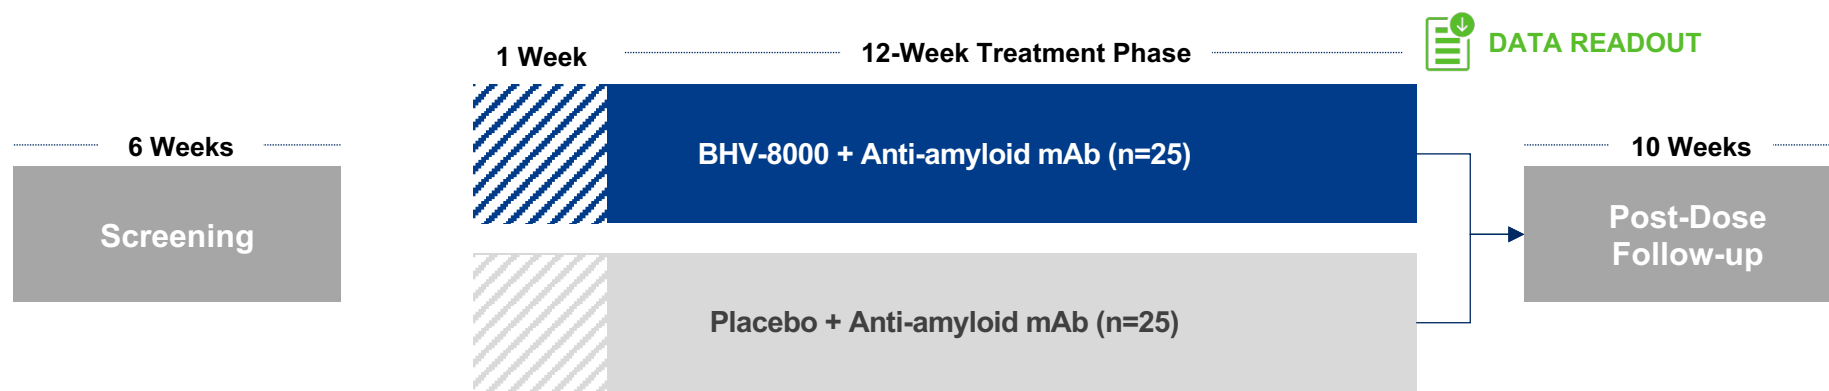 6 Weeks
Screening
1 Week
12-Week Treatment Phase
BHV-8000 + Anti-amyloid mAb (n=25)
Placebo + Anti-amyloid mAb (n=25)
DATA READOUT
10 Weeks
Post-Dose
Follow-up